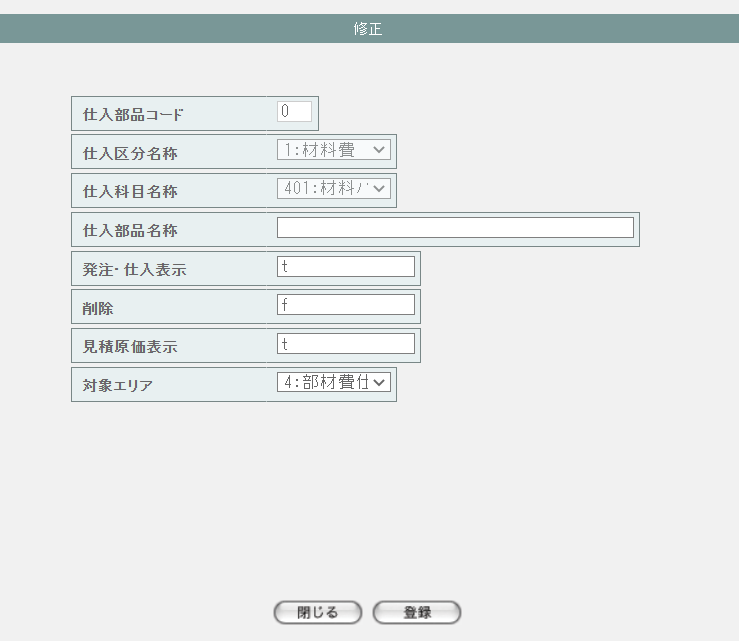 修正
仕入部品コード 0
仕入区分名称 1:材料費
仕入科目名称 401:材料
仕入部品名称
発注・仕入表示 t
削除 f
見積原価表示 t
対象エリア 4:部材費仕
閉じる 登録